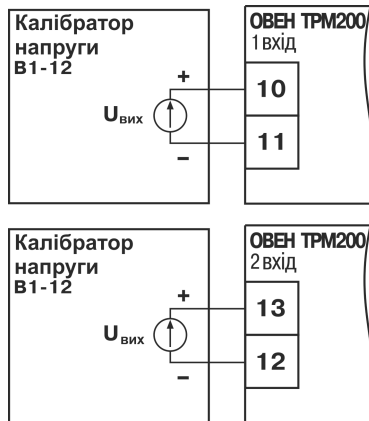 Калібратор
напруги
В1-12
ОВЕН ТРМ200
1 вхід
+
10
Uвих
11
–
Калібратор
напруги
В1-12
ОВЕН ТРМ200
2 вхід
+
13
Uвих
12
–